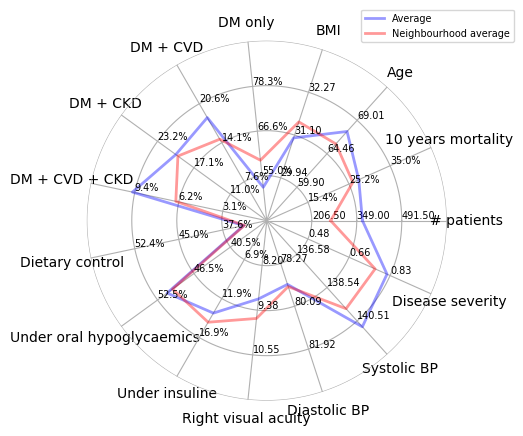 Average
Neighbourhood average
DM only
BMI
DM + CVD
Age
DM + CKD
10 years mortality
DM + CVD + CKD
# patients
Dietary control
Disease severity
Under oral hypoglycaemics
Systolic BP
Under insuline
Diastolic BP
Right visual acuity
78.3%
66.6%
55.0%
32.27
31.10
29.94
69.01
64.46
59.90
35.0%
25.2%
15.4%
206.50
349.00
491.50
0.48
0.66
0.83
136.58
138.54
140.51
78.27
80.09
81.92
8.20
9.38
10.55
6.9%
11.9%
16.9%
40.5%
46.5%
52.5%
37.6%
45.0%
52.4%
3.1%
6.2%
9.4%
11.0%
17.1%
23.2%
7.6%
14.1%
20.6%